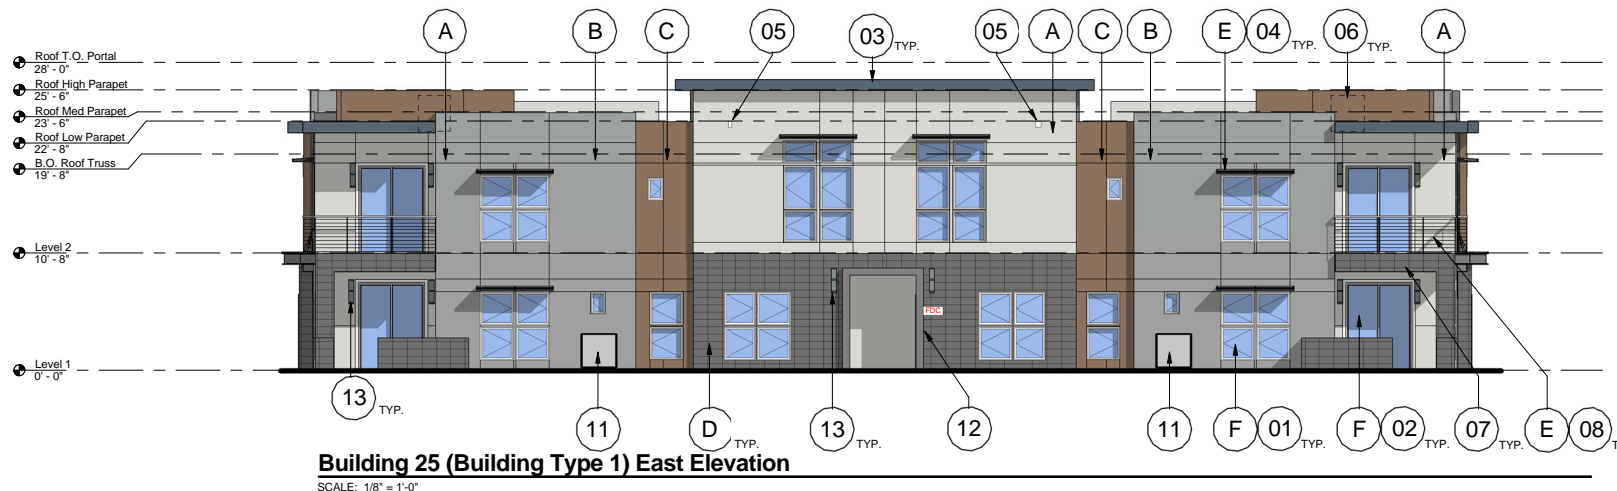 A B C 05 03 TYP. 05 A C B E 04 TYP. 06 TYP. A
Roof T.O. Portal
28' - 0"
Roof High Parapet
25' - 6"
Roof Med Parapet
23' - 6"
Roof Low Parapet
22' - 8"
B.O. Roof Truss
19' - 8"
Level 2
10' - 8"
FDC
Level 1
0' - 0"
13 TYP. 11 D TYP. 13 TYP. 12 11 F 01 TYP. F 02 TYP. 07 TYP. E 08 T
Building 25 (Building Type 1) East Elevation
SCALE: 1/8" = 1'-0"